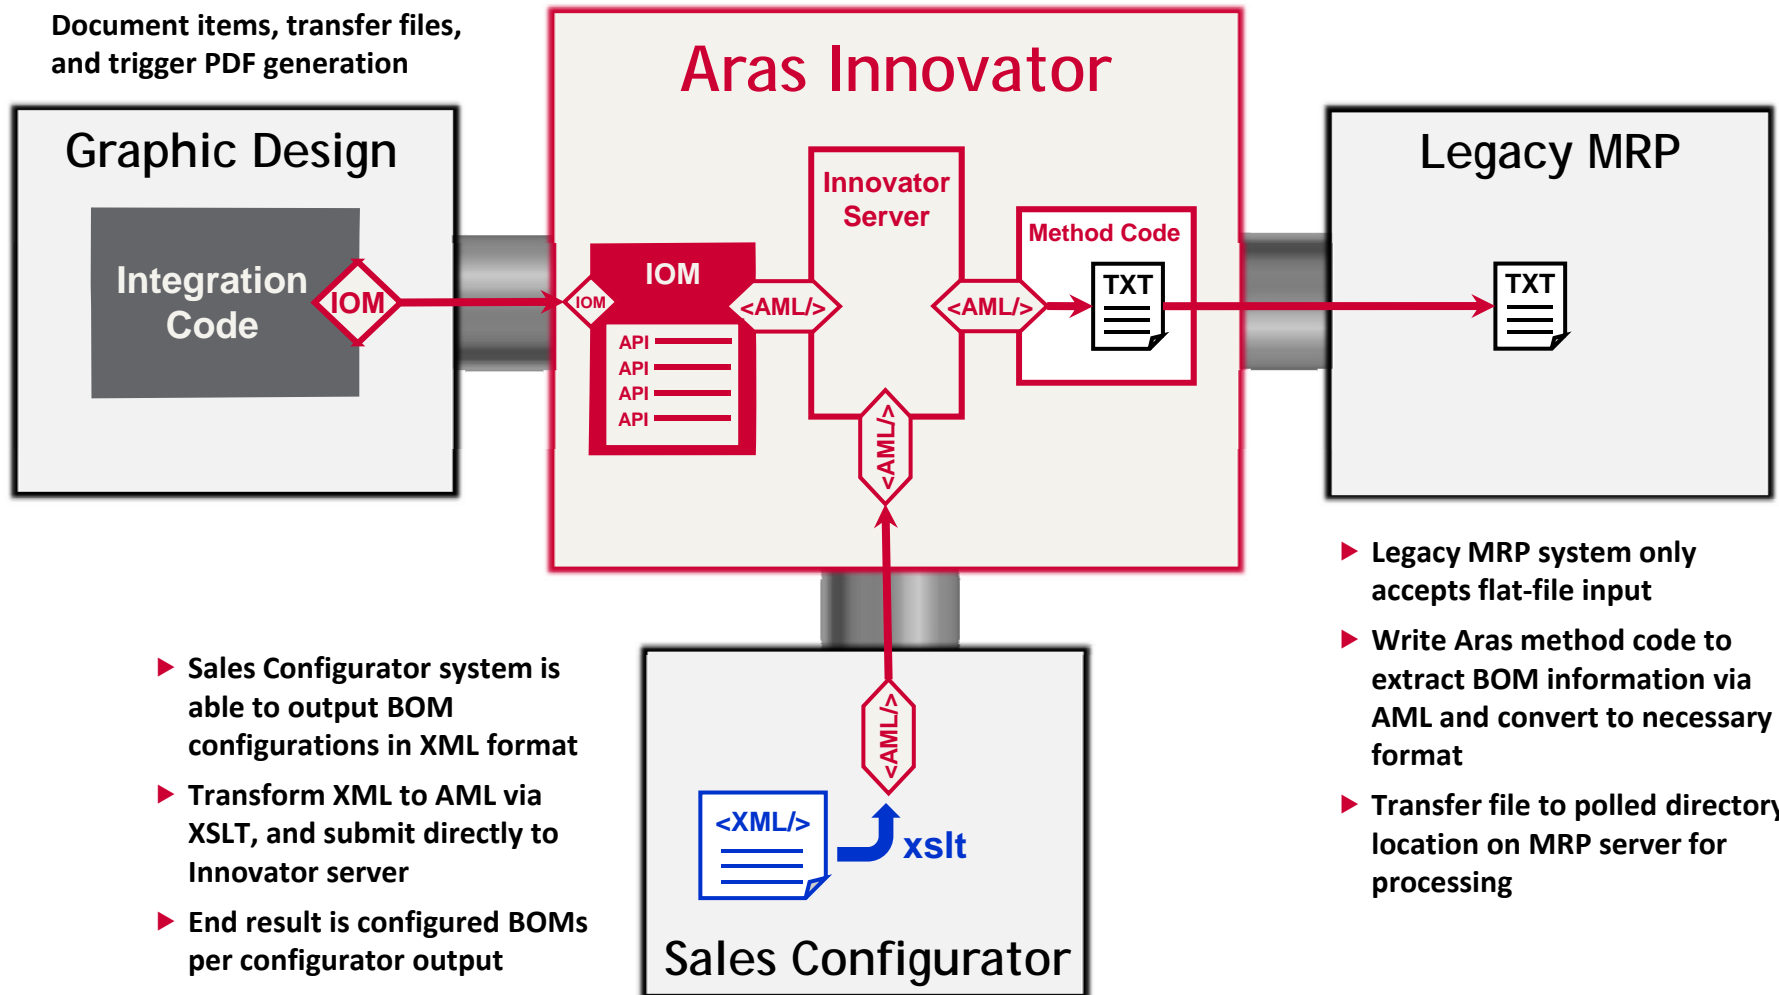 Document items, transfer files,
and trigger PDF generation
Aras Innovator
Graphic Design
Legacy MRP
Innovator
Server
Method Code
Integration
Code
IOM
IOM
IOM
<AML/>
<AML/>
TXT
TXT
API
API
API
API
<AML/>
Legacy MRP system only
accepts flat-file input
Write Aras method code to
extract BOM information via
AML and convert to necessary
format
Transfer file to polled directory
location on MRP server for
processing
Sales Configurator system is
able to output BOM
configurations in XML format
Transform XML to AML via
XSLT, and submit directly to
Innovator server
End result is configured BOMs
per configurator output
<AML/>
<XML/>
xslt
Sales Configurator